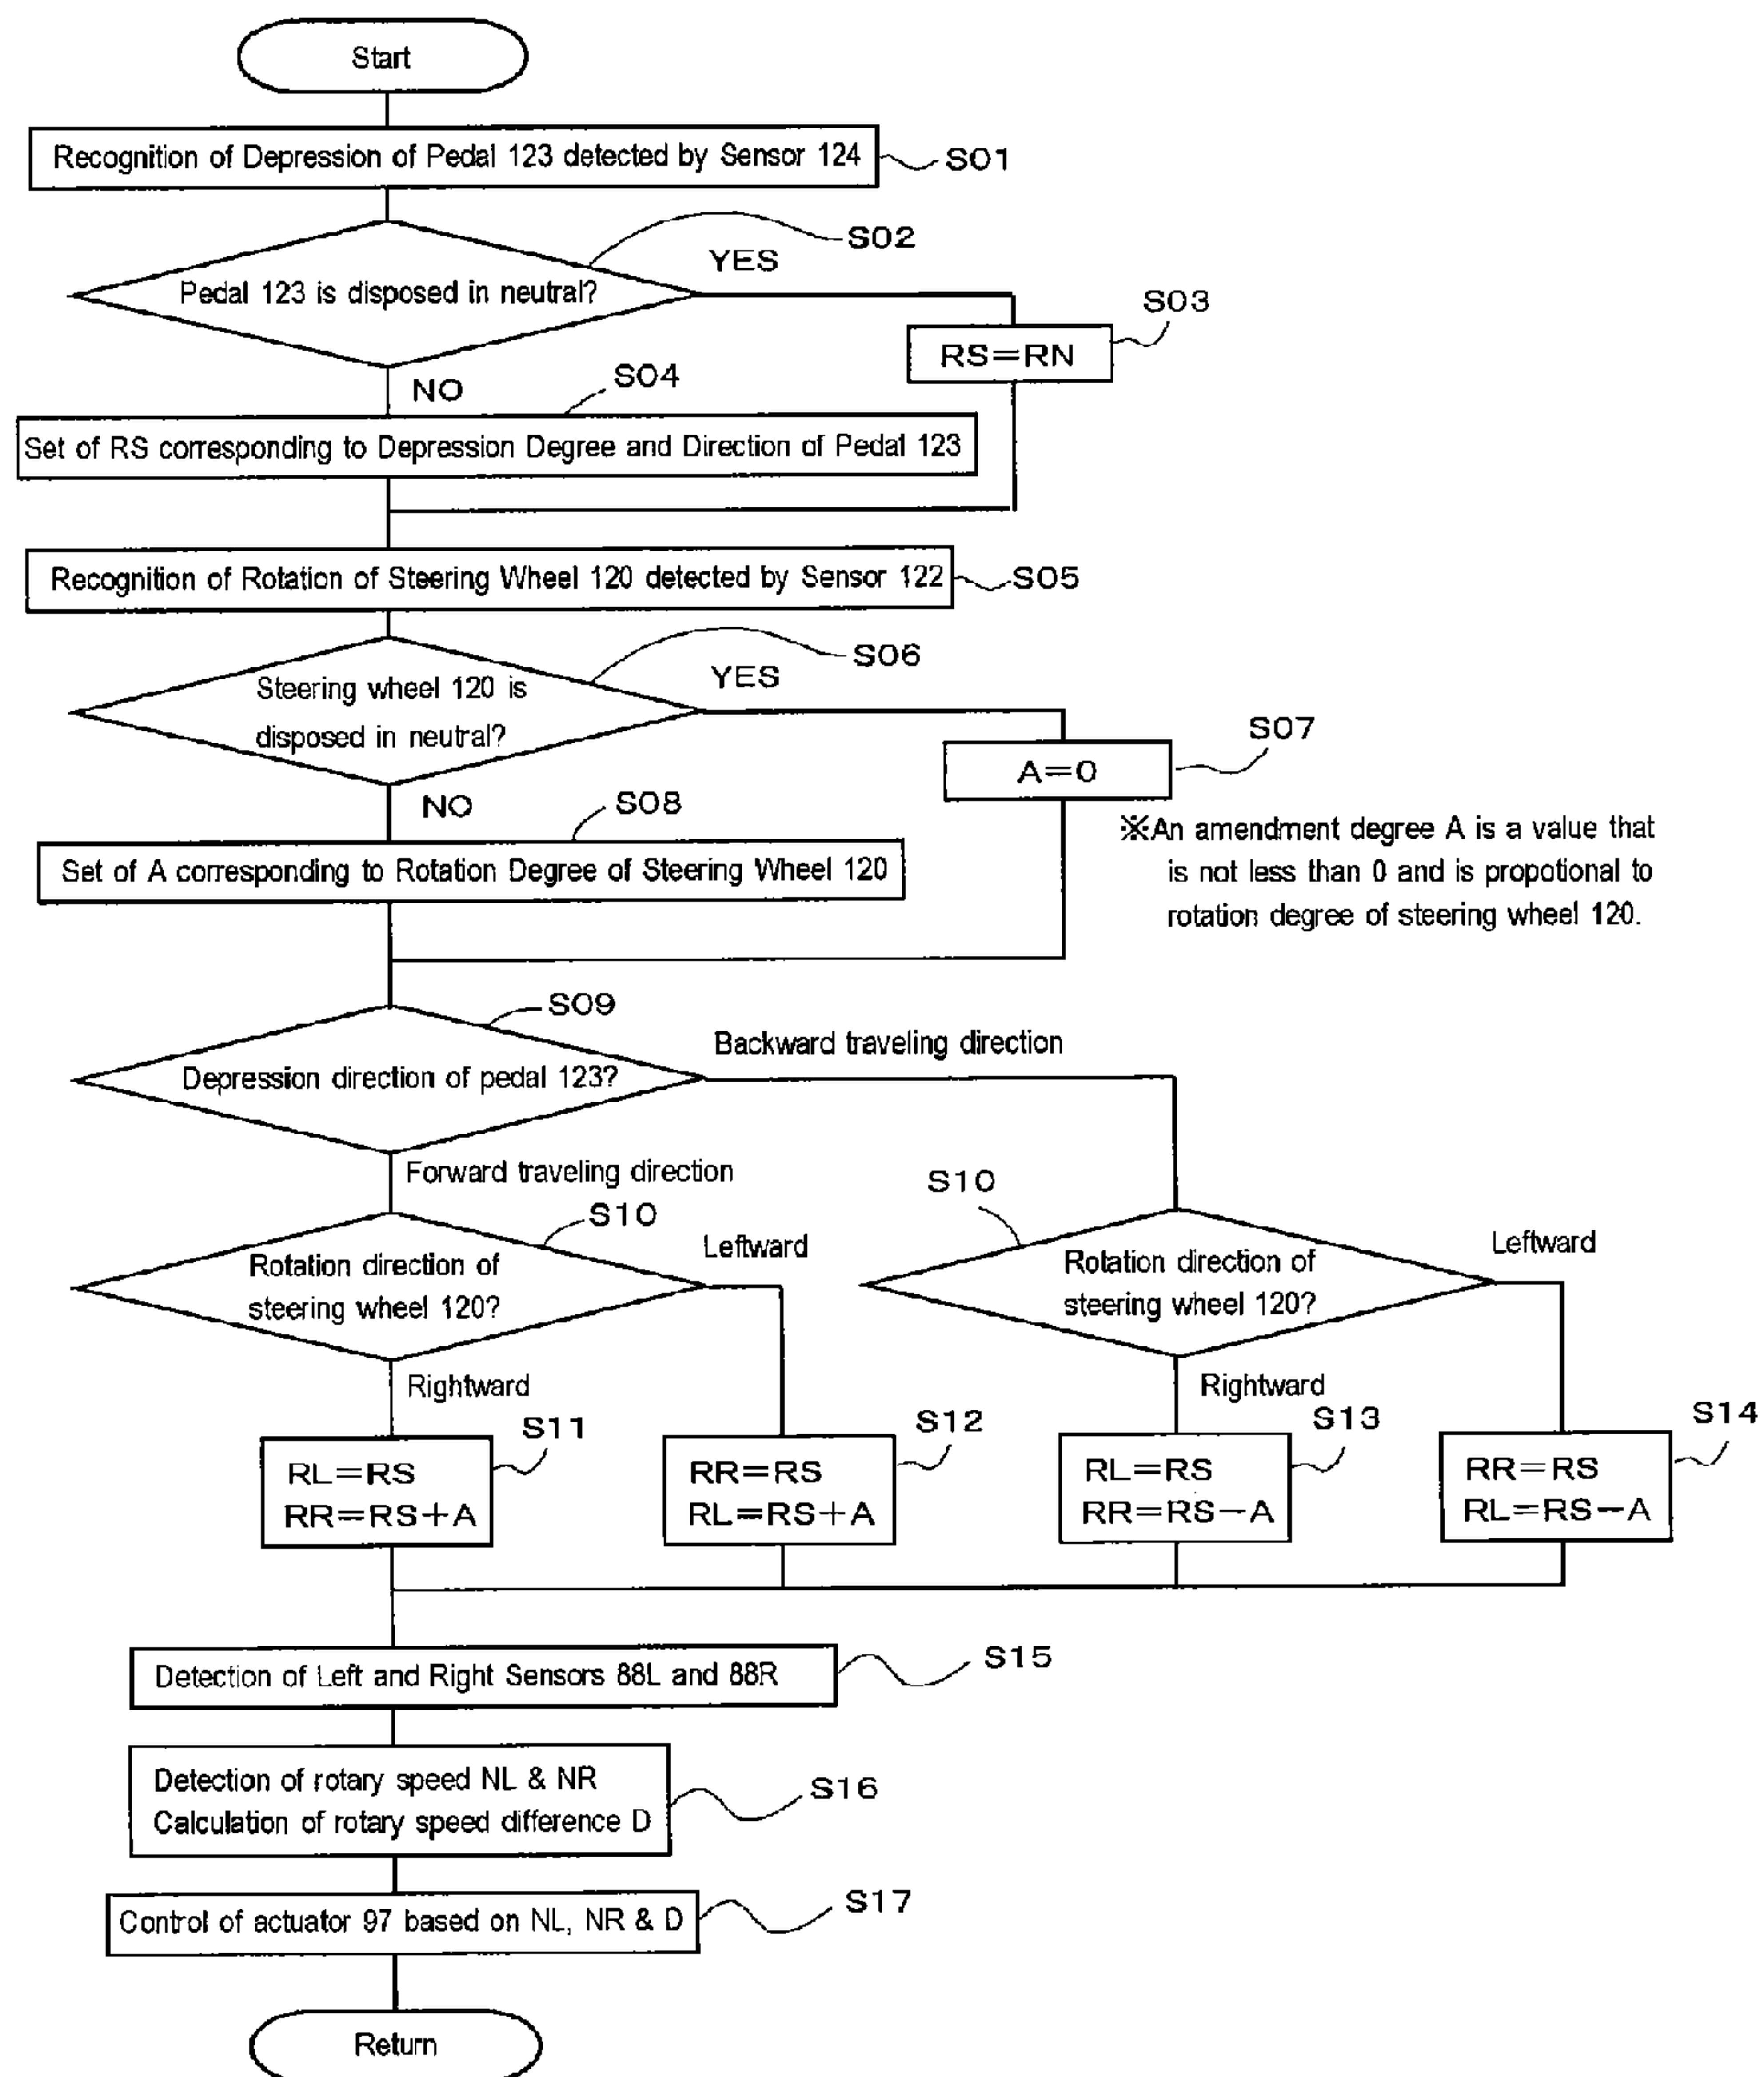 Start
Recognition of Depression of Pedal 123 detected by Sensor 124
S01
S02
YES
Pedal 123 is disposed in neutral?
S03
RS=RN
NO
S04
Set of RS corresponding to Depression Degree and Direction of Pedal 123
Recognition of Rotation of Steering Wheel 120 detected by Sensor 122
S05
S06
YES
Steering wheel 120 is
disposed in neutral?
S07
A=0
NO
S08
Set of A corresponding to Rotation Degree of Steering Wheel 120
※An amendment degree A is a value that
is not less than 0 and is propotional to
rotation degree of steering wheel 120.
S09
Backward traveling direction
Depression direction of pedal 123?
Forward traveling direction
S10
Leftward
Rotation direction of
steering wheel 120?
S10
Leftward
Rotation direction of
steering wheel 120?
Rightward
Rightward
S11
RL=RS
RR=RS+A
S12
RR=RS
RL=RS+A
S13
RL=RS
RR=RS−A
S14
RR=RS
RL=RS−A
Detection of Left and Right Sensors 88L and 88R
S15
Detection of rotary speed NL & NR
Calculation of rotary speed difference D
S16
Control of actuator 97 based on NL, NR & D
S17
Return